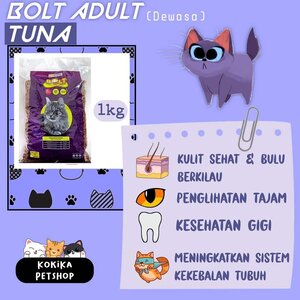 BOLT ADULT (Dewasa)
TUNA
1kg
KULIT SEHAT & BULU
BERKILAU
PENGLIHATAN TAJAM
KESEHATAN GIGI
MENINGKATKAN SISTEM
KEKEBALAN TUBUH
KOKIKA
PETSHOP